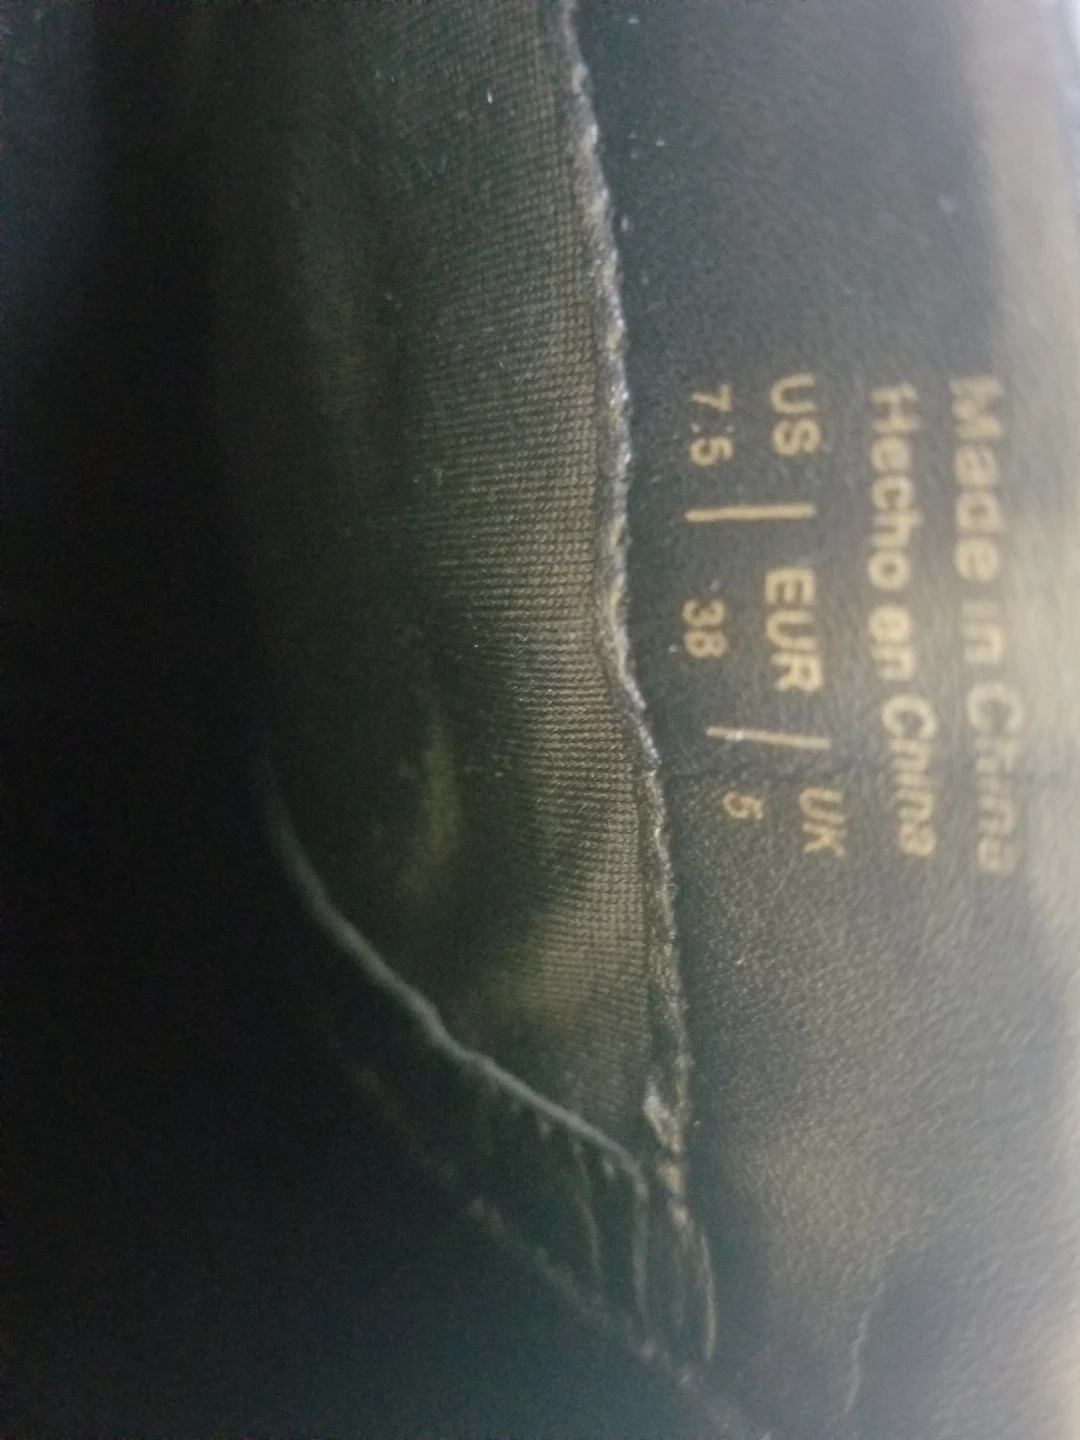 Made in China
Hecho en China
US | EUR | UK
7.5 | 38 | 5